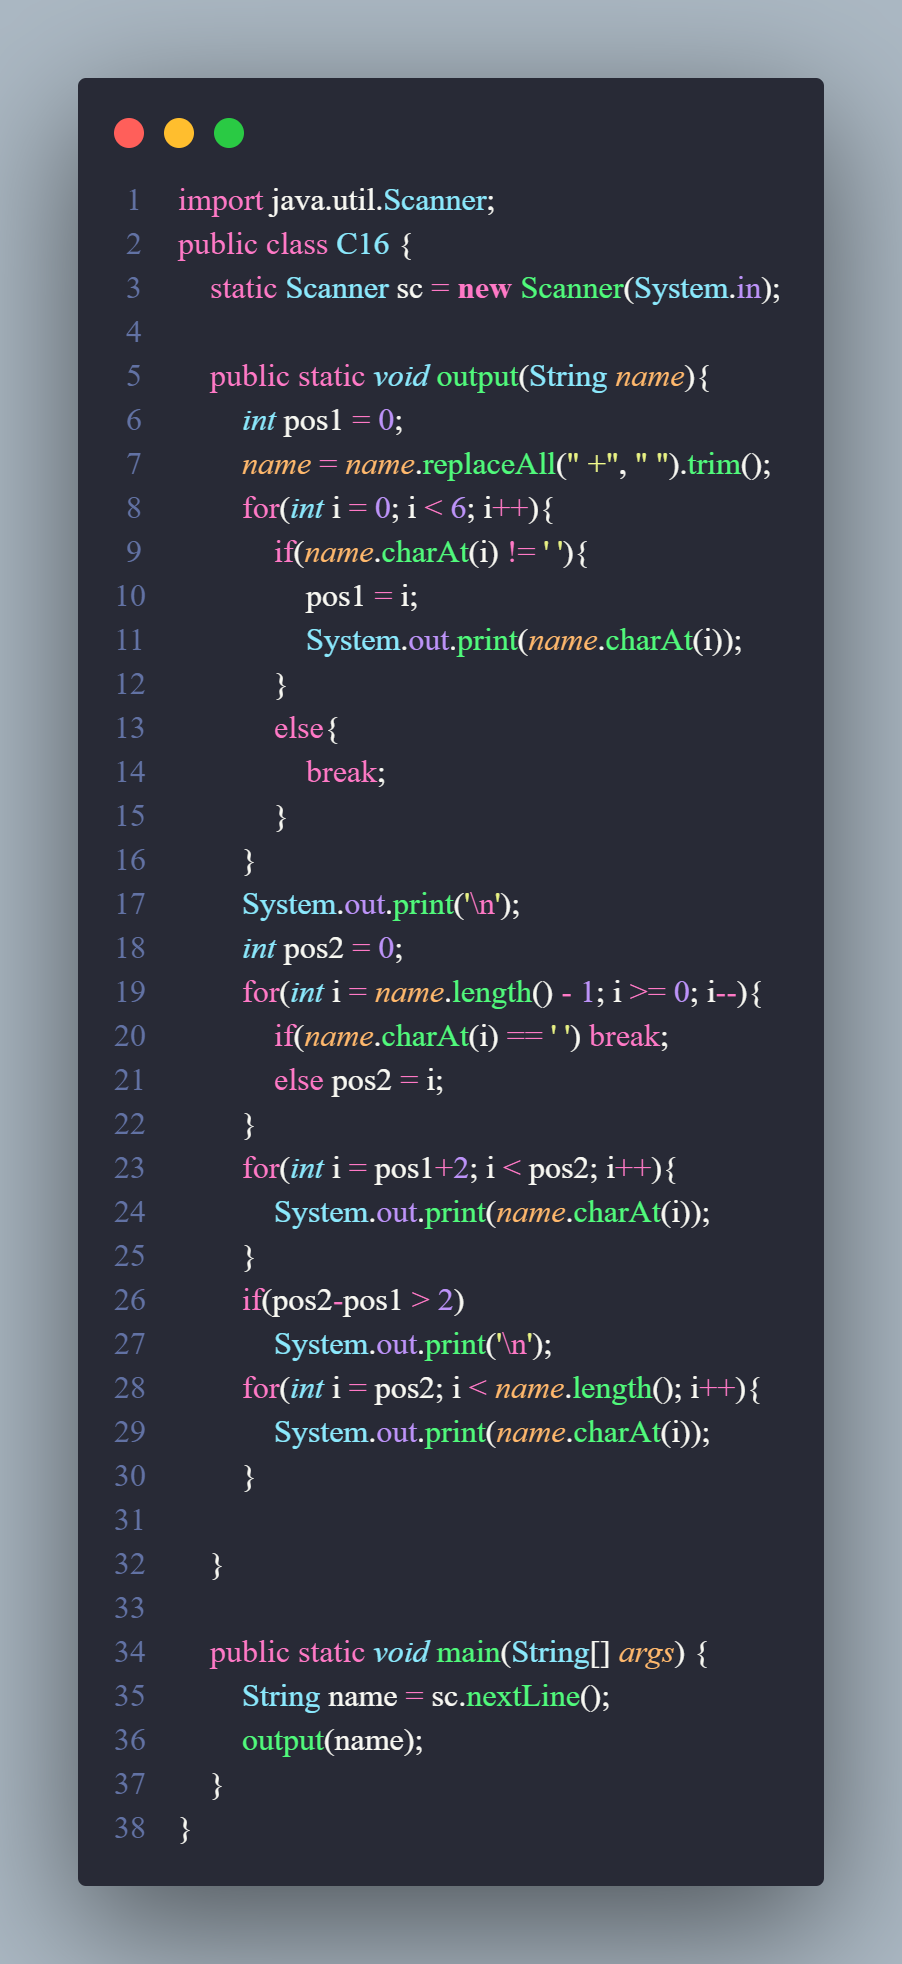 1 import java.util.Scanner;
2 public class C16 {
3 static Scanner sc = new Scanner(System.in);
4
5 public static void output(String name){
6 int pos1 = 0;
7 name = name.replaceAll(" +", " ").trim();
8 for(int i = 0; i < 6; i++){
9 if(name.charAt(i) != ' '){
10 pos1 = i;
11 System.out.print(name.charAt(i));
12 }
13 else{
14 break;
15 }
16 }
17 System.out.print('\n');
18 int pos2 = 0;
19 for(int i = name.length() - 1; i >= 0; i--){
20 if(name.charAt(i) == ' ') break;
21 else pos2 = i;
22 }
23 for(int i = pos1+2; i < pos2; i++){
24 System.out.print(name.charAt(i));
25 }
26 if(pos2-pos1 > 2)
27 System.out.print('\n');
28 for(int i = pos2; i < name.length(); i++){
29 System.out.print(name.charAt(i));
30 }
31
32 }
33
34 public static void main(String[] args) {
35 String name = sc.nextLine();
36 output(name);
37 }
38 }